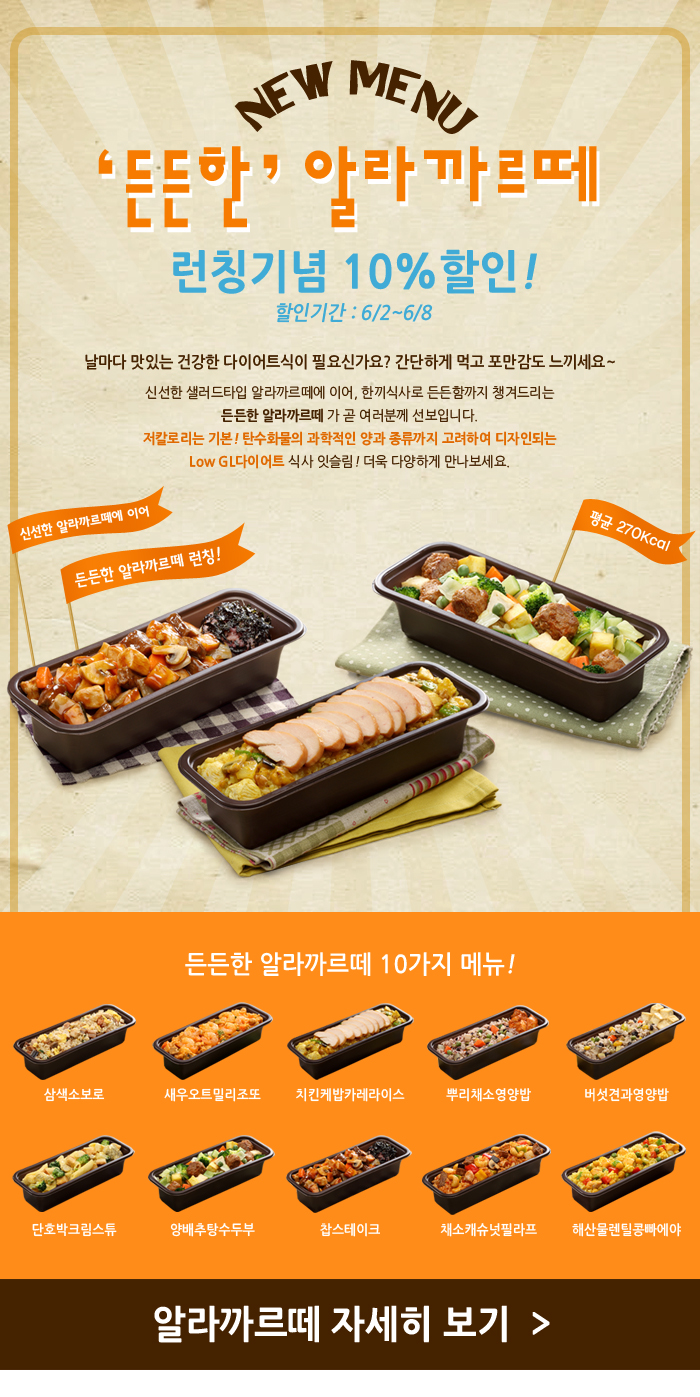 NEW MENU
‘든든한’ 알라까르떼
런칭기념 10%할인!
할인기간 : 6/2~6/8
날마다 맛있는 건강한 다이어트식이 필요신가요? 간단하게 먹고 포만감도 느끼세요~
신선한 샐러드타입 알라까르떼에 이어, 한끼식사로 든든함까지 챙겨드리는
든든한 알라까르떼 가 곧 여러분께 선보입니다.
저칼로리는 기본! 탄수화물의 과학적인 양과 종류까지 고려하여 디자인되는
Low GL다이어트 식사 잇슬림! 더욱 다양하게 만나보세요.
신선한 알라까르떼에 이어
든든한 알라까르떼 런칭!
평균 270Kcal
든든한 알라까르떼 10가지 메뉴!
삼색소보로 새우오트밀리조또 치킨케밥카레라이스 뿌리채소영양밥 버섯견과영양밥
단호박크림스튜 양배추탕수두부 찹스테이크 채소캐슈넛필라프 해산물렌틸콩빠에야
알라까르떼 자세히 보기 >